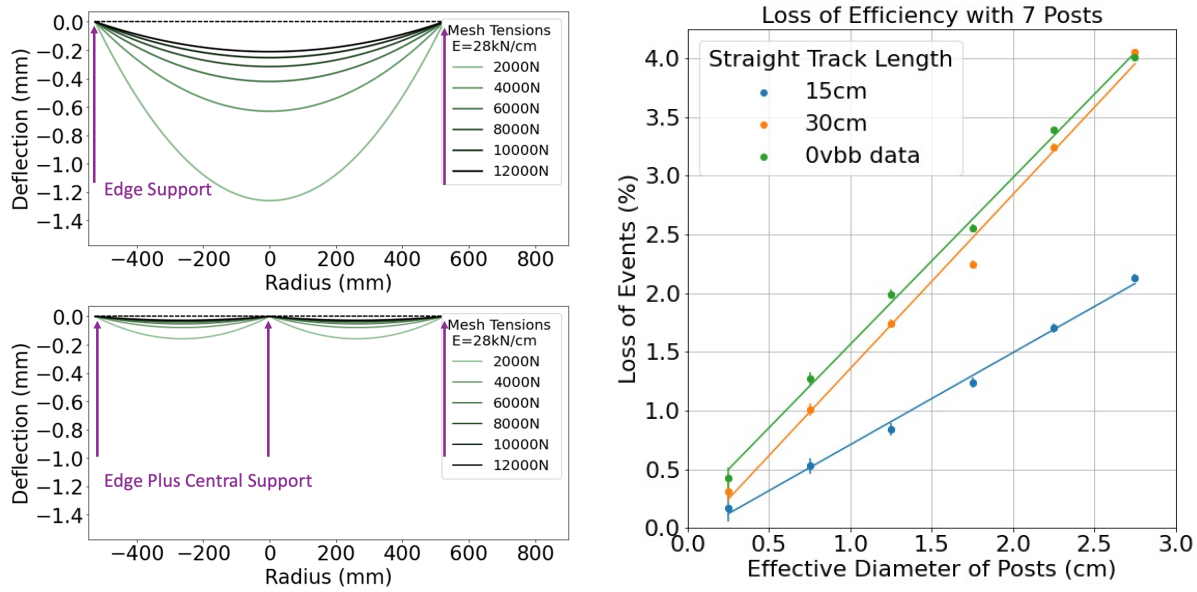 0.0
−0.2
−0.4
−0.6
−0.8
−1.0
−1.2
−1.4
Deflection (mm)
Mesh Tensions
E=28kN/cm
2000N
4000N
6000N
8000N
10000N
12000N
Edge Support
−400 −200 0 200 400 600 800
Radius (mm)
0.0
−0.2
−0.4
−0.6
−0.8
−1.0
−1.2
−1.4
Deflection (mm)
Mesh Tensions
E=28kN/cm
2000N
4000N
6000N
8000N
10000N
12000N
Edge Plus Central Support
−400 −200 0 200 400 600 800
Radius (mm)
Loss of Efficiency with 7 Posts
Straight Track Length
15cm
30cm
0vbb data
4.0
3.5
3.0
2.5
2.0
1.5
1.0
0.5
0.0
Loss of Events (%)
0.0 0.5 1.0 1.5 2.0 2.5 3.0
Effective Diameter of Posts (cm)